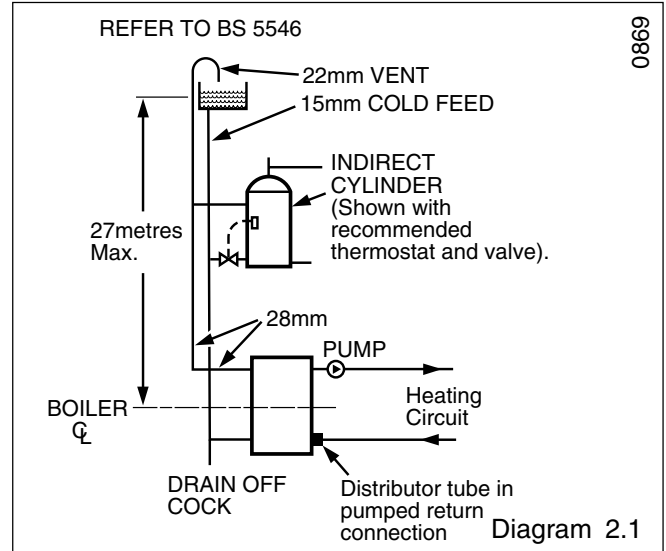 REFER TO BS 5546
0869
22mm VENT
15mm COLD FEED
INDIRECT
CYLINDER
(Shown with
recommended
thermostat and valve).
27metres
Max.
28mm
PUMP
Heating
Circuit
BOILER
℄
DRAIN OFF
COCK
Distributor tube in
pumped return
connection
Diagram 2.1